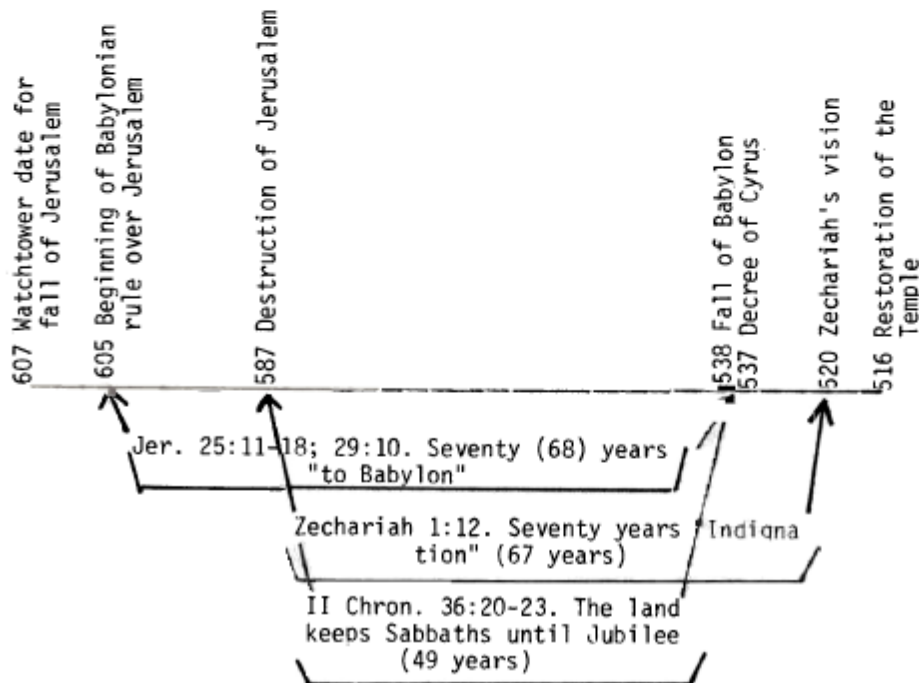 607 Watchtower date for
fall of Jerusalem
605 Beginning of Babylonian
rule over Jerusalem
587 Destruction of Jerusalem
538 Fall of Babylon
537 Decree of Cyrus
520 Zechariah's vision
516 Restoration of the
Temple
Jer. 25:11-18; 29:10. Seventy (68) years
"to Babylon"
Zechariah 1:12. Seventy years "Indigna
tion" (67 years)
II Chron. 36:20-23. The land
keeps Sabbaths until Jubilee
(49 years)